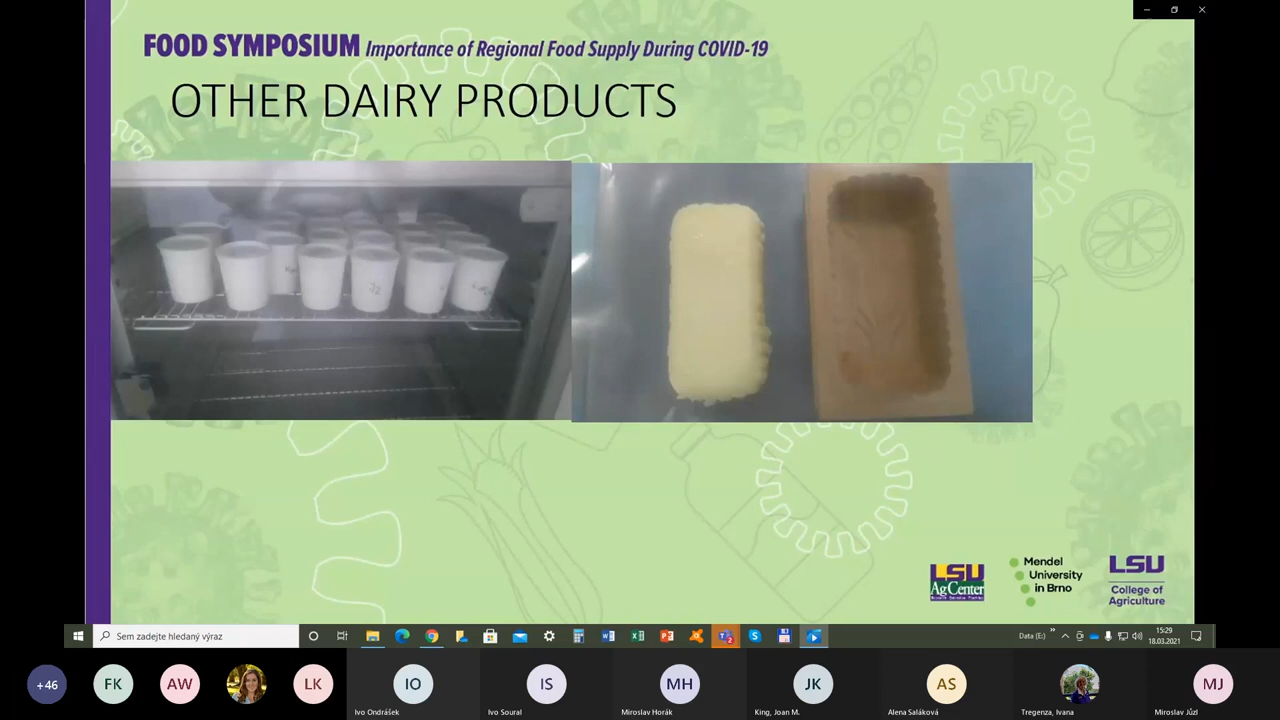 FOOD SYMPOSIUM Importance of Regional Food Supply During COVID-19
OTHER DAIRY PRODUCTS
32
LSU
AgCenter
Mendel
University
in Brno
LSU
College of
Agriculture
Sem zadejte hledaný výraz
Data (E:)
15:29
18.03.2021
+46
FK
AW
LK
IO
IS
MH
JK
AS
MJ
Ivo Ondrášek
Ivo Soural
Miroslav Horák
King, Joan M.
Alena Saláková
Tregenza, Ivana
Miroslav Jůzl